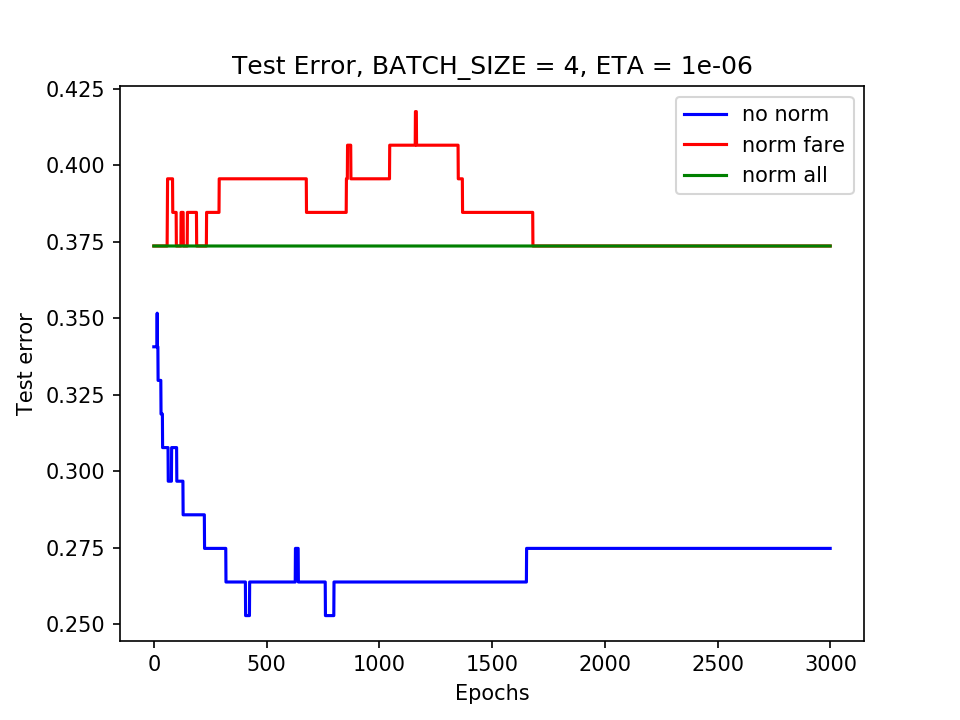 Test Error, BATCH_SIZE = 4, ETA = 1e-06
no norm
norm fare
norm all
Test error
0.425
0.400
0.375
0.350
0.325
0.300
0.275
0.250
0 500 1000 1500 2000 2500 3000
Epochs